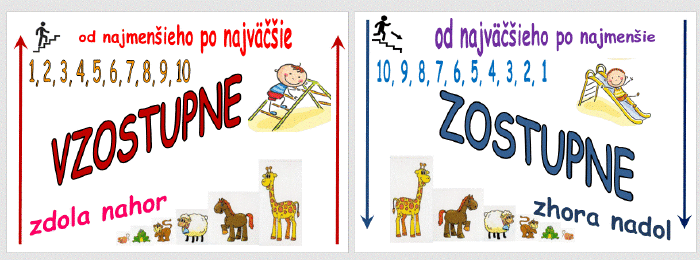 od najmenšieho po najväčšie
1,2,3,4,5,6,7,8,9,10
VZOSTUPNE
zdola nahor
od najväčšieho po najmenšie
10, 9, 8, 7, 6, 5, 4, 3, 2, 1
ZOSTUPNE
zhora nadol